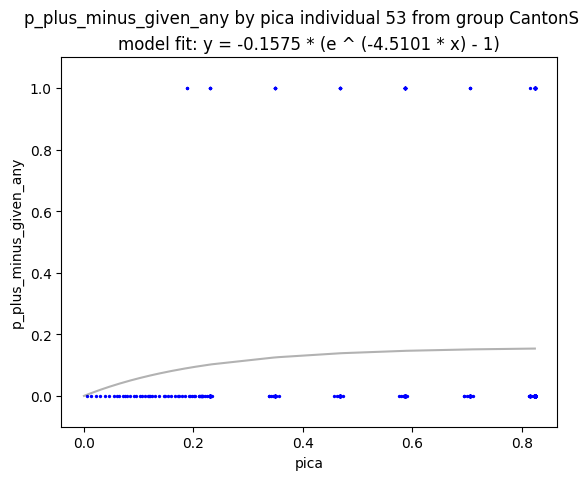 p_plus_minus_given_any by pica individual 53 from group CantonS
model fit: y = -0.1575 * (e ^ (-4.5101 * x) - 1)
1.0
0.8
0.6
0.4
0.2
0.0
p_plus_minus_given_any
0.0 0.2 0.4 0.6 0.8
pica